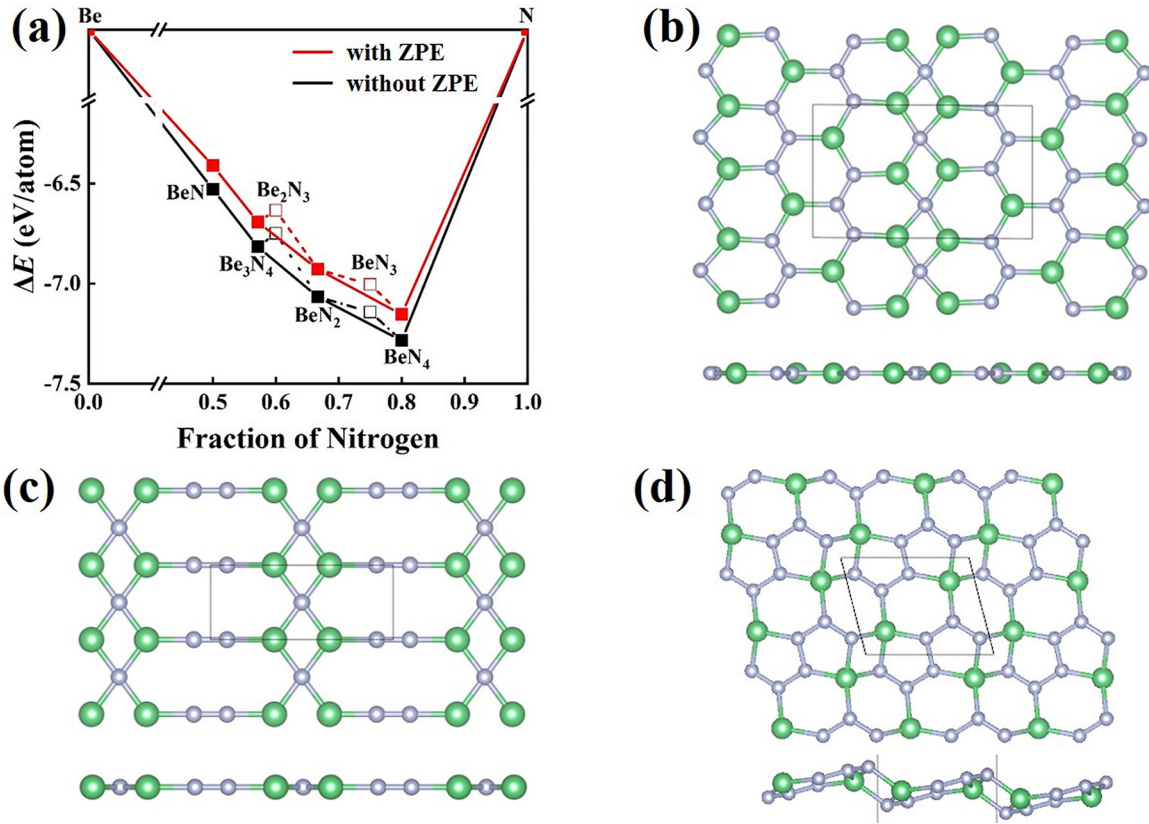 (a)
Be
N
with ZPE
without ZPE
-6.5
-7.0
-7.5
ΔE (eV/atom)
BeN
Be₂N₃
Be₃N₄
BeN₃
BeN₂
BeN₄
0.0 0.5 0.6 0.7 0.8 0.9 1.0
Fraction of Nitrogen
(b)
(c)
(d)